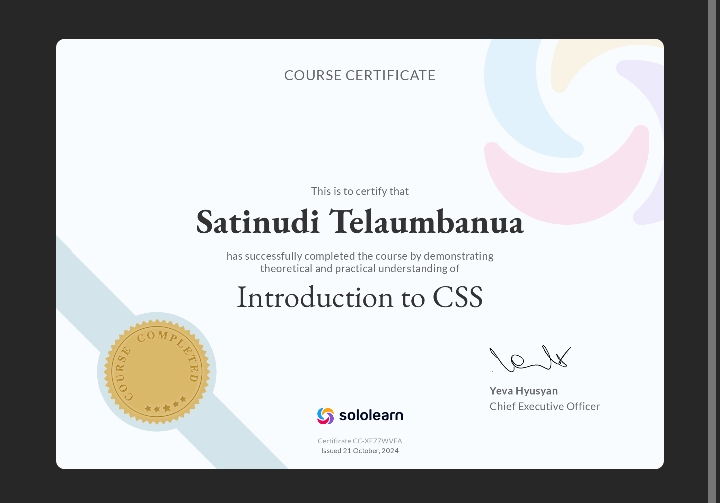 COURSE CERTIFICATE
This is to certify that
Satinudi Telaumbanua
has successfully completed the course by demonstrating
theoretical and practical understanding of
Introduction to CSS
COURSE COMPLETED
Yeva Hyusyan
Chief Executive Officer
sololearn
Certificate CC-XE77WVEA
Issued 21 October, 2024